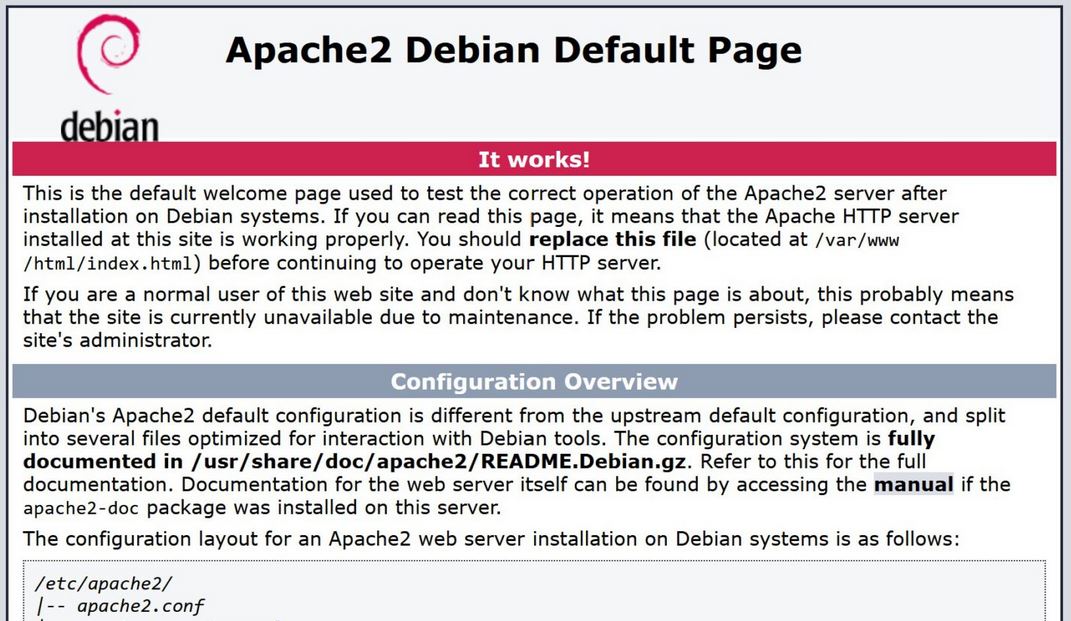 debian
Apache2 Debian Default Page
It works!
This is the default welcome page used to test the correct operation of the Apache2 server after
installation on Debian systems. If you can read this page, it means that the Apache HTTP server
installed at this site is working properly. You should replace this file (located at /var/www
/html/index.html) before continuing to operate your HTTP server.
If you are a normal user of this web site and don't know what this page is about, this probably means
that the site is currently unavailable due to maintenance. If the problem persists, please contact the
site's administrator.
Configuration Overview
Debian's Apache2 default configuration is different from the upstream default configuration, and split
into several files optimized for interaction with Debian tools. The configuration system is fully
documented in /usr/share/doc/apache2/README.Debian.gz. Refer to this for the full
documentation. Documentation for the web server itself can be found by accessing the manual if the
apache2-doc package was installed on this server.
The configuration layout for an Apache2 web server installation on Debian systems is as follows:
/etc/apache2/
|-- apache2.conf